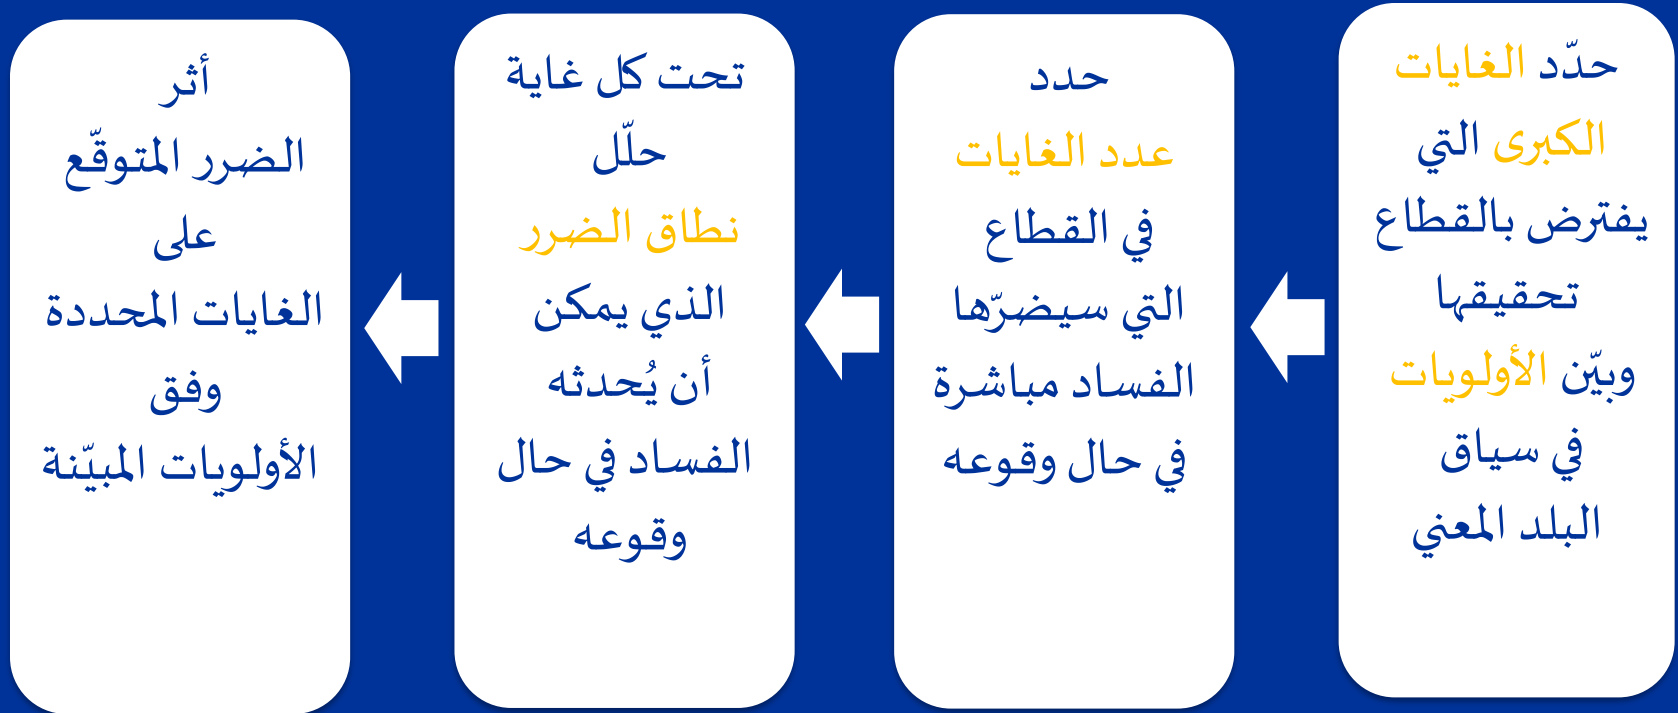 حدّد الغايات
الكبرى التي
يفترض بالقطاع
تحقيقها
وبيّن الأولويات
في سياق
البلد المعني
حدد
عدد الغايات
في القطاع
التي سيضرّها
الفساد مباشرة
في حال وقوعه
تحت كل غاية
حلّل
نطاق الضرر
الذي يمكن
أن يُحدثه
الفساد في حال
وقوعه
أثر
الضرر المتوقّع
على
الغايات المحددة
وفق
الأولويات المبيّنة